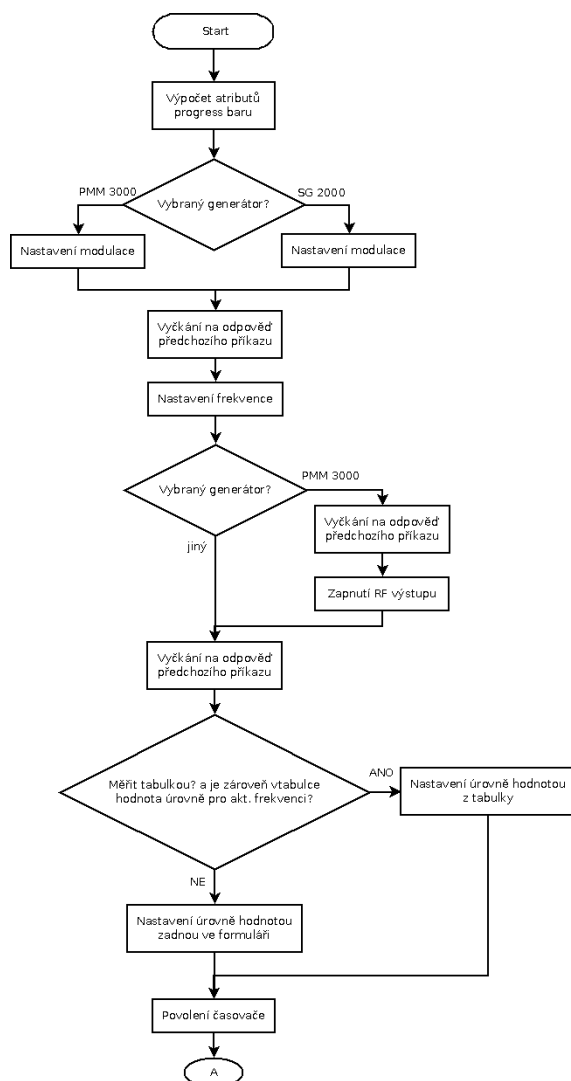 Start
Výpočet atributů
progress baru
PMM 3000
Vybraný generátor?
SG 2000
Nastavení modulace
Nastavení modulace
Vyčkání na odpověď
předchozího příkazu
Nastavení frekvence
Vybraný generátor?
PMM 3000
jiný
Vyčkání na odpověď
předchozího příkazu
Zapnutí RF výstupu
Vyčkání na odpověď
předchozího příkazu
Měřit tabulkou? a je zároveň vtabulce
hodnota úrovně pro akt. frekvenci?
ANO
Nastavení úrovně hodnotou
z tabulky
NE
Nastavení úrovně hodnotou
zadnou ve formuláři
Povolení časovače
A